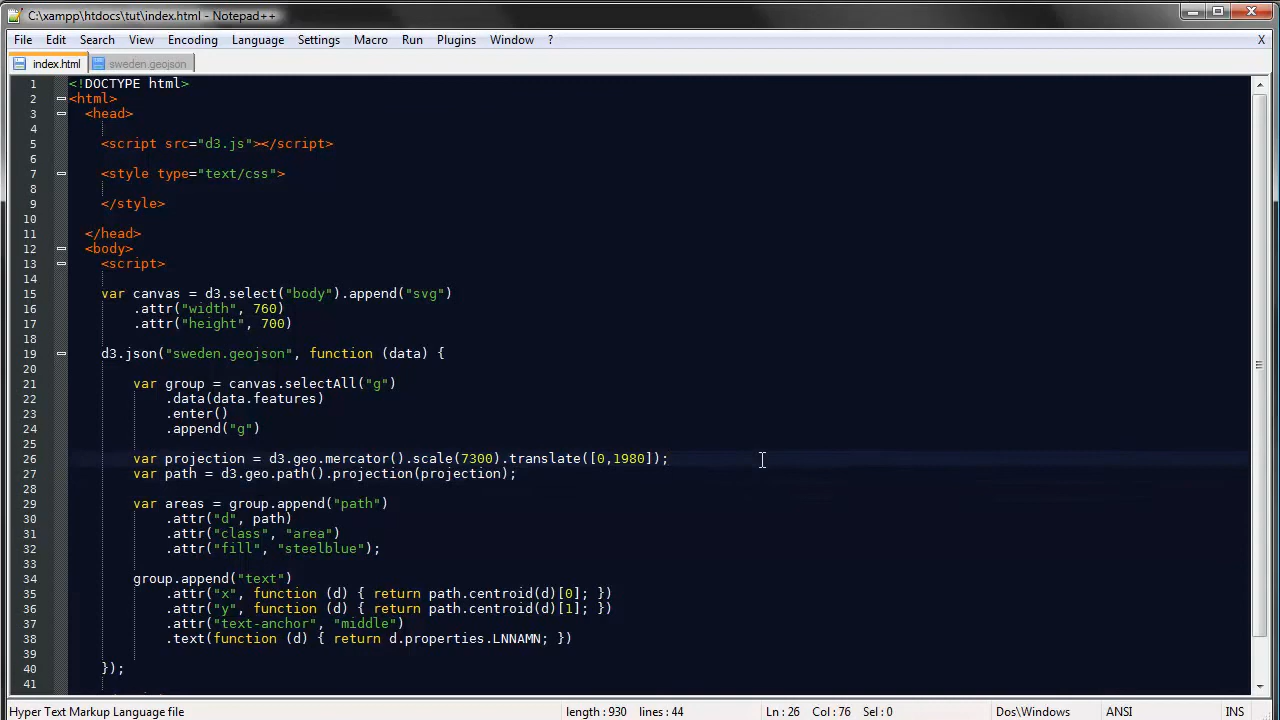 C:\xampp\htdocs\tut\index.html - Notepad++
File Edit Search View Encoding Language Settings Macro Run Plugins Window ? X
index.html sweden.geojson
1 <!DOCTYPE html>
2 <html>
3 <head>
4
5 <script src="d3.js"></script>
6
7 <style type="text/css">
8
9 </style>
10
11 </head>
12 <body>
13 <script>
14
15 var canvas = d3.select("body").append("svg")
16 .attr("width", 760)
17 .attr("height", 700)
18
19 d3.json("sweden.geojson", function (data) {
20
21 var group = canvas.selectAll("g")
22 .data(data.features)
23 .enter()
24 .append("g")
25
26 var projection = d3.geo.mercator().scale(7300).translate([0,1980]);
27 var path = d3.geo.path().projection(projection);
28
29 var areas = group.append("path")
30 .attr("d", path)
31 .attr("class", "area")
32 .attr("fill", "steelblue");
33
34 group.append("text")
35 .attr("x", function (d) { return path.centroid(d)[0]; })
36 .attr("y", function (d) { return path.centroid(d)[1]; })
37 .attr("text-anchor", "middle")
38 .text(function (d) { return d.properties.LNNAMN; })
39
40 });
41
Hyper Text Markup Language file length : 930 lines : 44 Ln : 26 Col : 76 Sel : 0 Dos\Windows ANSI INS